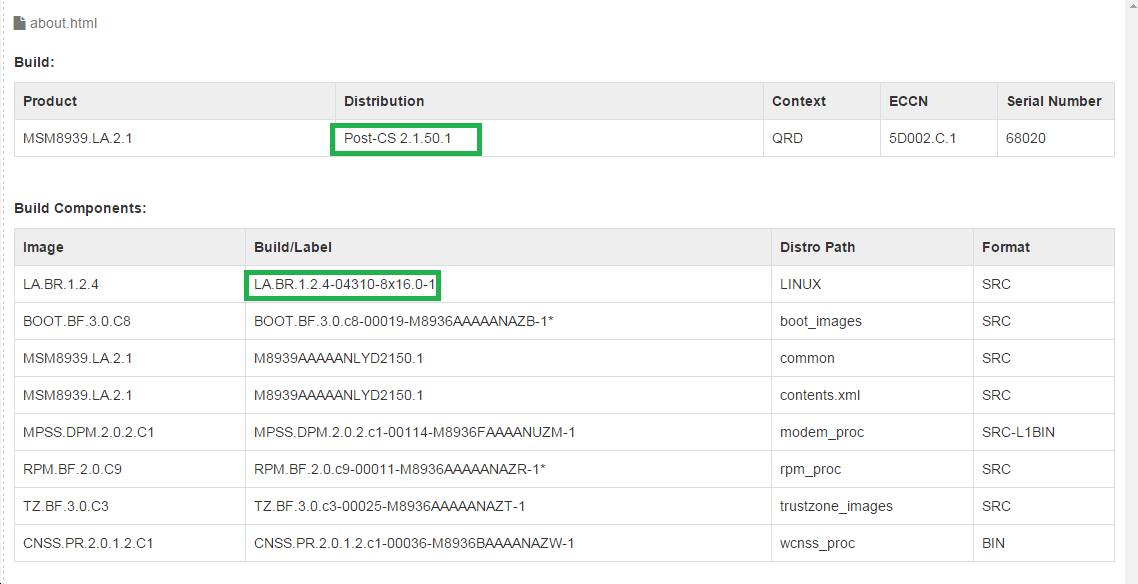 about.html
Build:
Product Distribution Context ECCN Serial Number
MSM8939.LA.2.1 Post-CS 2.1.50.1 QRD 5D002.C.1 68020
Build Components:
Image Build/Label Distro Path Format
LA.BR.1.2.4 LA.BR.1.2.4-04310-8x16.0-1 LINUX SRC
BOOT.BF.3.0.C8 BOOT.BF.3.0.c8-00019-M8936AAAAANAZB-1* boot_images SRC
MSM8939.LA.2.1 M8939AAAAANLYD2150.1 common SRC
MSM8939.LA.2.1 M8939AAAAANLYD2150.1 contents.xml SRC
MPSS.DPM.2.0.2.C1 MPSS.DPM.2.0.2.c1-00114-M8936FAAAANUZM-1 modem_proc SRC-L1BIN
RPM.BF.2.0.C9 RPM.BF.2.0.c9-00011-M8936AAAAANAZR-1* rpm_proc SRC
TZ.BF.3.0.C3 TZ.BF.3.0.c3-00025-M8936AAAAANAZT-1 trustzone_images SRC
CNSS.PR.2.0.1.2.C1 CNSS.PR.2.0.1.2.c1-00036-M8936BAAAANAZW-1 wcnss_proc BIN